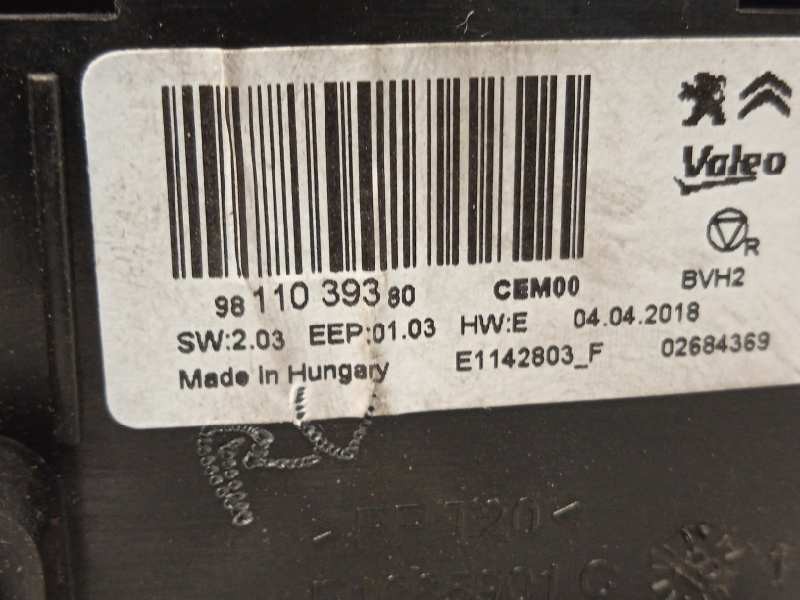 Valeo
R
98 110 393 80 CEM00 BVH2
SW:2.03 EEP:01.03 HW:E 04.04.2018
Made In Hungary E1142803_F 02684369